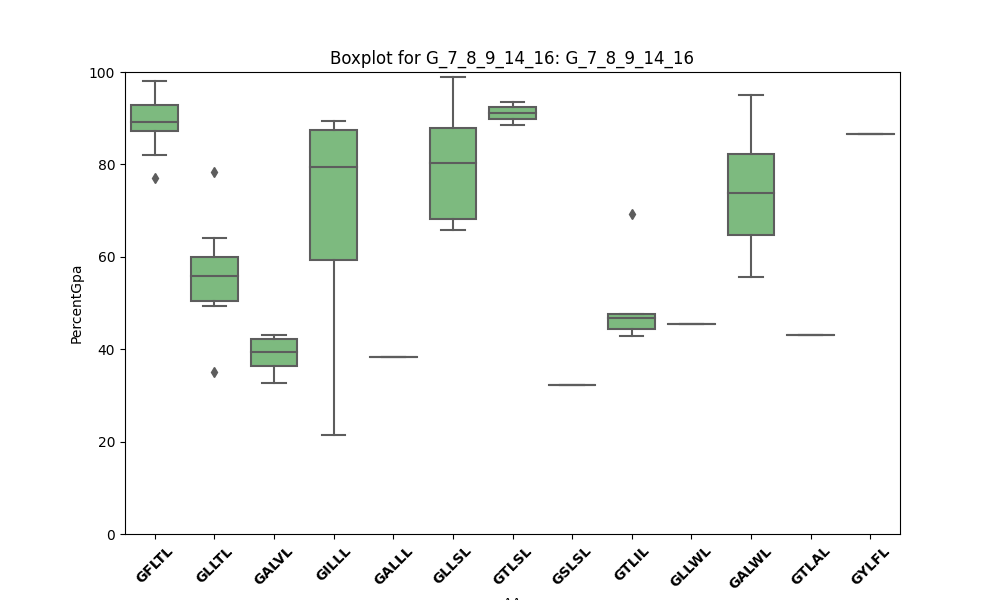 Boxplot for G_7_8_9_14_16: G_7_8_9_14_16
PercentGpa
100
80
60
40
20
0
GFLTL GLLTL GALVL GILLL GALLL GLLSL GTLSL GSLSL GTLIL GLLWL GALWL GTLAL GYLFL